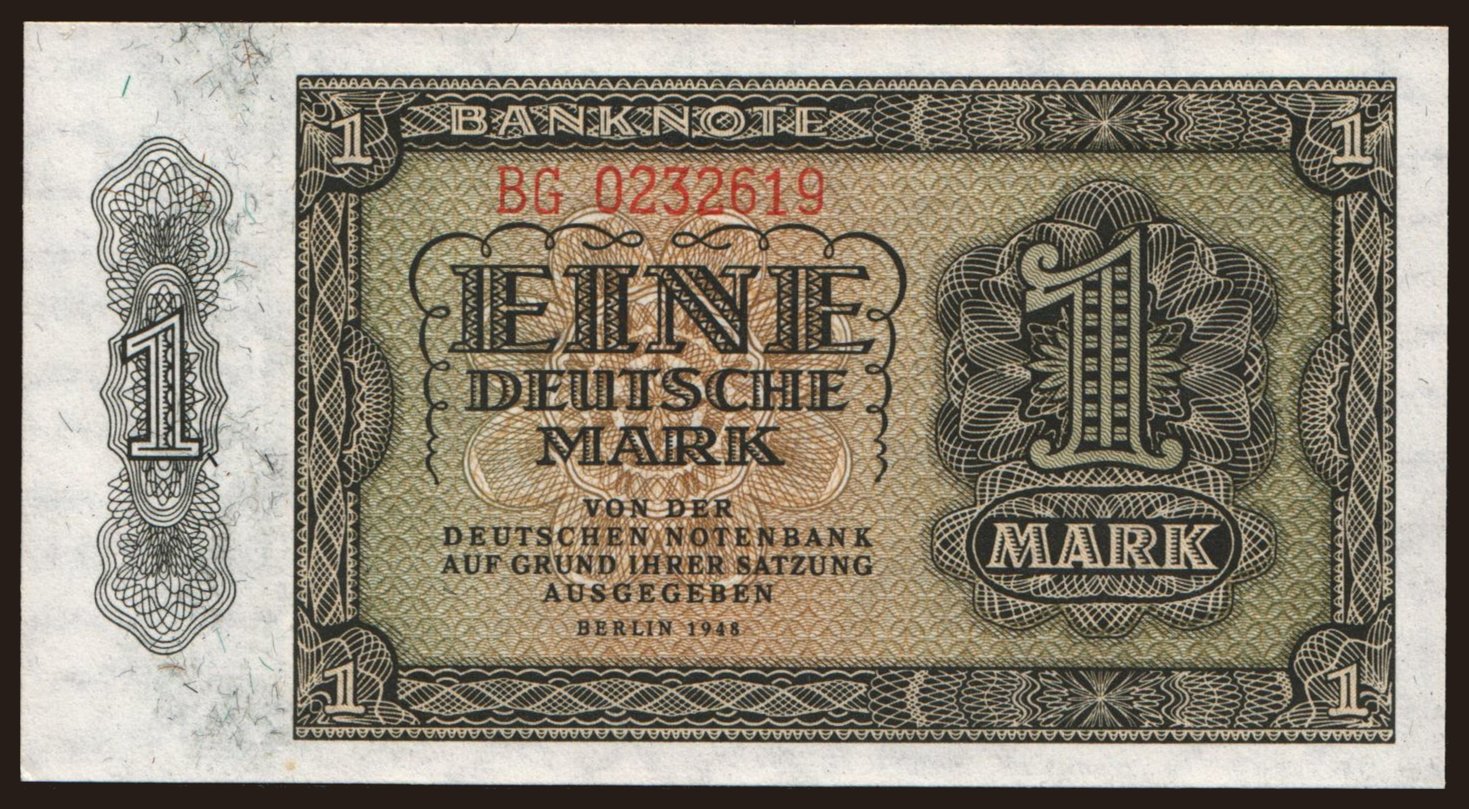 1 BANKNOTE 1
BG 0232619
EINE
DEUTSCHE
MARK
VON DER
DEUTSCHEN NOTENBANK
AUF GRUND IHRER SATZUNG
AUSGEGEBEN
BERLIN 1948
1
1
MARK
1 1